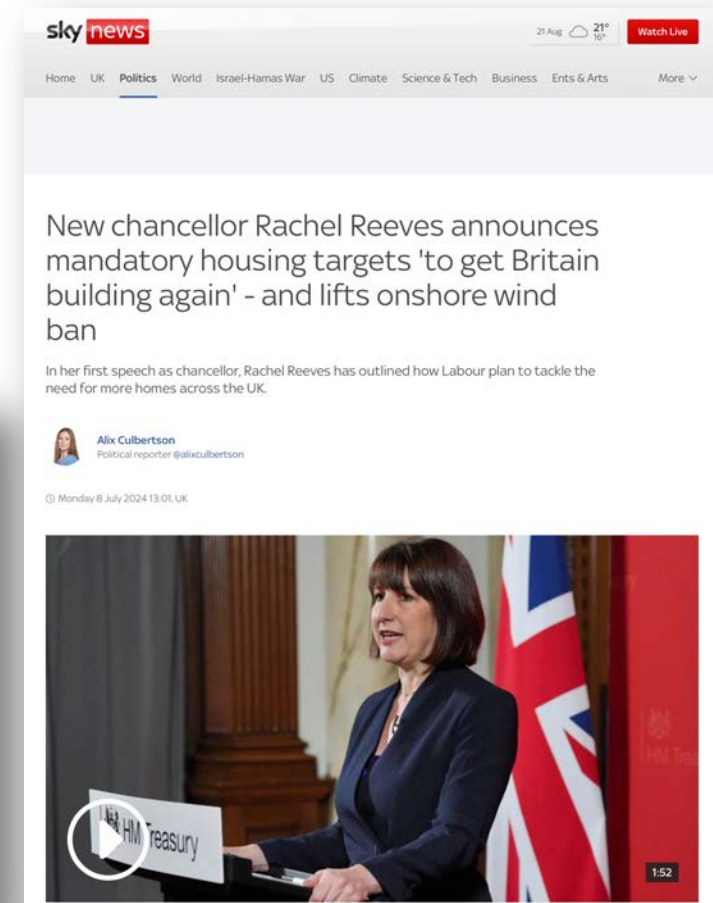 sky news
21 Aug 21° 16°
Watch Live
Home UK Politics World Israel-Hamas War US Climate Science & Tech Business Ents & Arts More
New chancellor Rachel Reeves announces
mandatory housing targets 'to get Britain
building again' - and lifts onshore wind
ban
In her first speech as chancellor, Rachel Reeves has outlined how Labour plan to tackle the
need for more homes across the UK.
Alix Culbertson
Political reporter @alixculbertson
Monday 8 July 2024 13:01, UK
HM Treasury
HM Trea
1:52